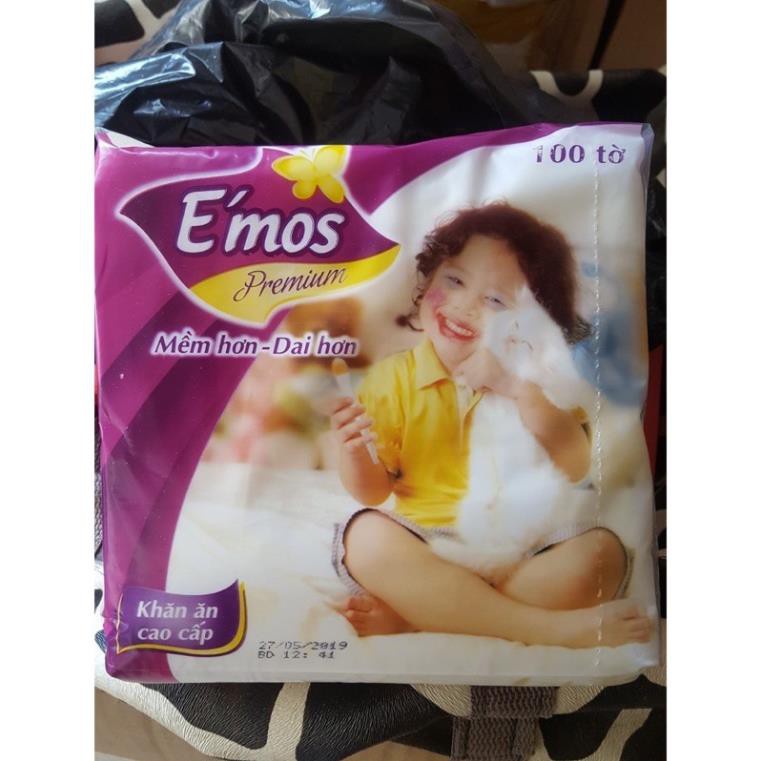 100 tờ
E'mos
Premium
Mềm hơn - Dai hơn
Khăn ăn
cao cấp
27/05/2019
BD 12: 41